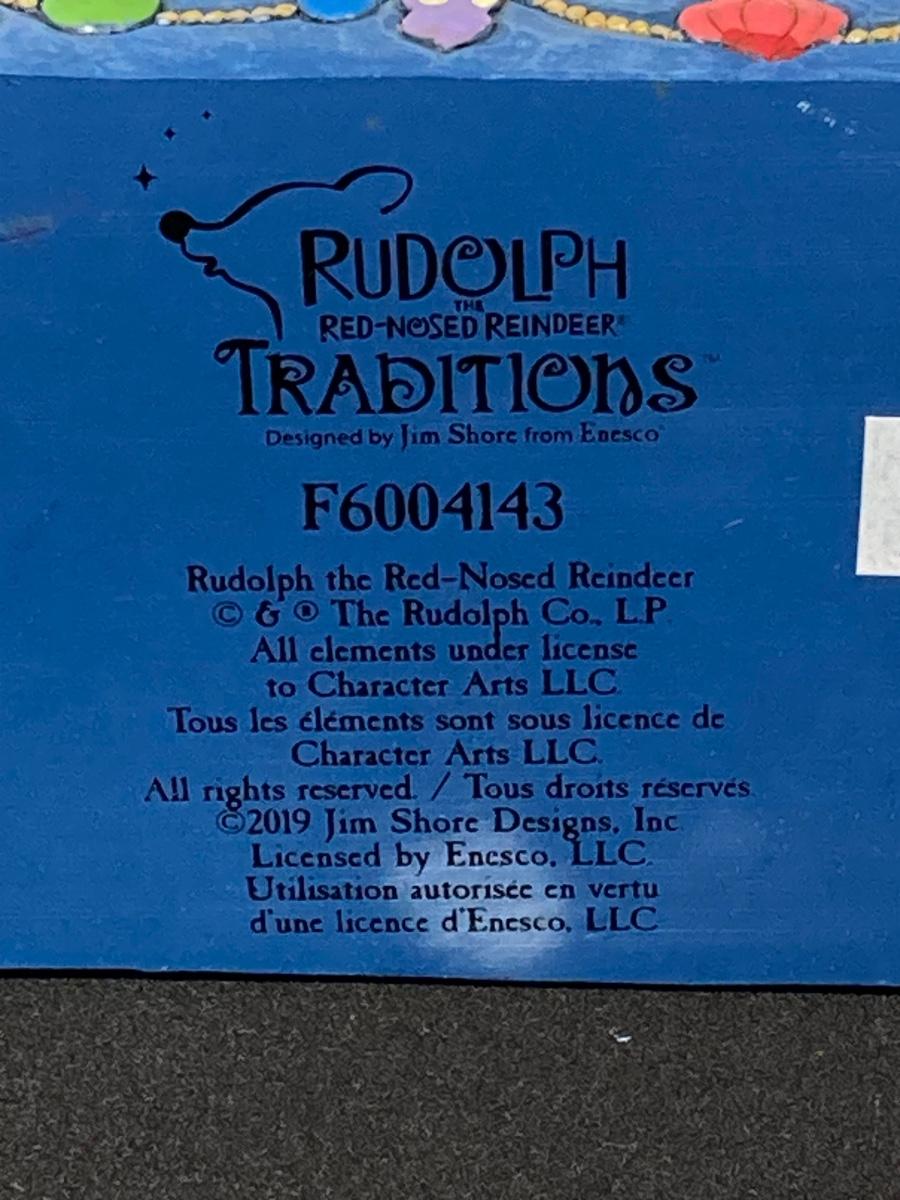 RUDOLPH
THE
RED-NOSED REINDEER®
TRADITIONS™
Designed by Jim Shore from Enesco®
F6004143
Rudolph the Red-Nosed Reindeer
© & ® The Rudolph Co., L.P.
All elements under license
to Character Arts LLC.
Tous les éléments sont sous licence de
Character Arts LLC.
All rights reserved. / Tous droits réservés.
©2019 Jim Shore Designs, Inc.
Licensed by Enesco, LLC.
Utilisation autorisée en vertu
d'une licence d'Enesco, LLC